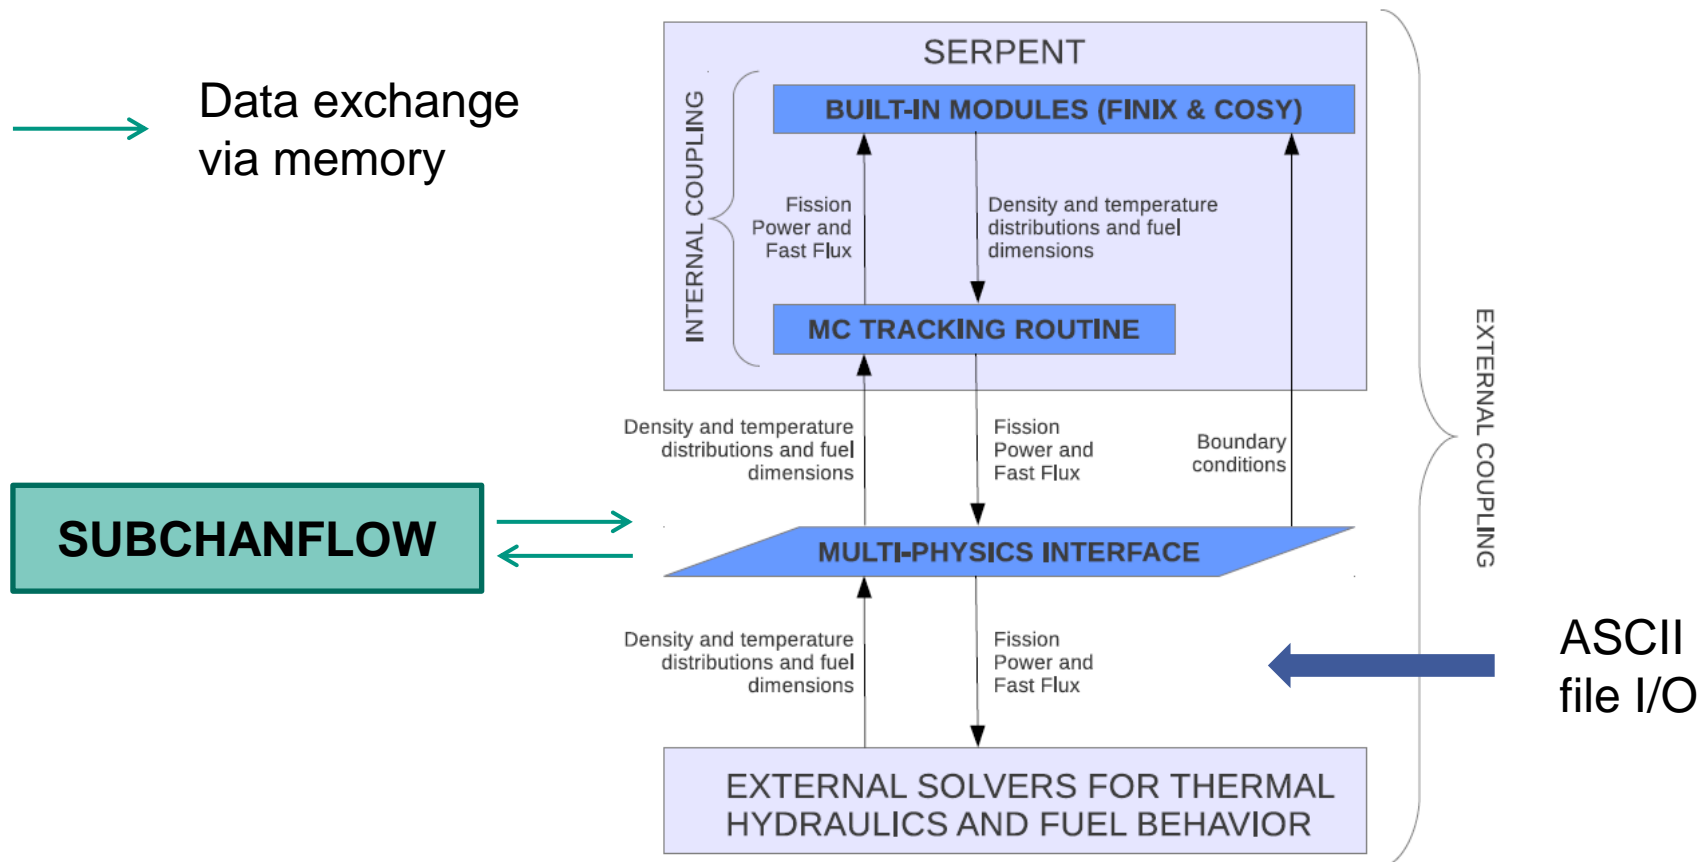 Data exchange
via memory
SERPENT
BUILT-IN MODULES (FINIX & COSY)
INTERNAL COUPLING
Fission
Power and
Fast Flux
Density and temperature
distributions and fuel
dimensions
MC TRACKING ROUTINE
EXTERNAL COUPLING
Density and temperature
distributions and fuel
dimensions
Fission
Power and
Fast Flux
Boundary
conditions
SUBCHANFLOW
MULTI-PHYSICS INTERFACE
Density and temperature
distributions and fuel
dimensions
Fission
Power and
Fast Flux
ASCII
file I/O
EXTERNAL SOLVERS FOR THERMAL
HYDRAULICS AND FUEL BEHAVIOR